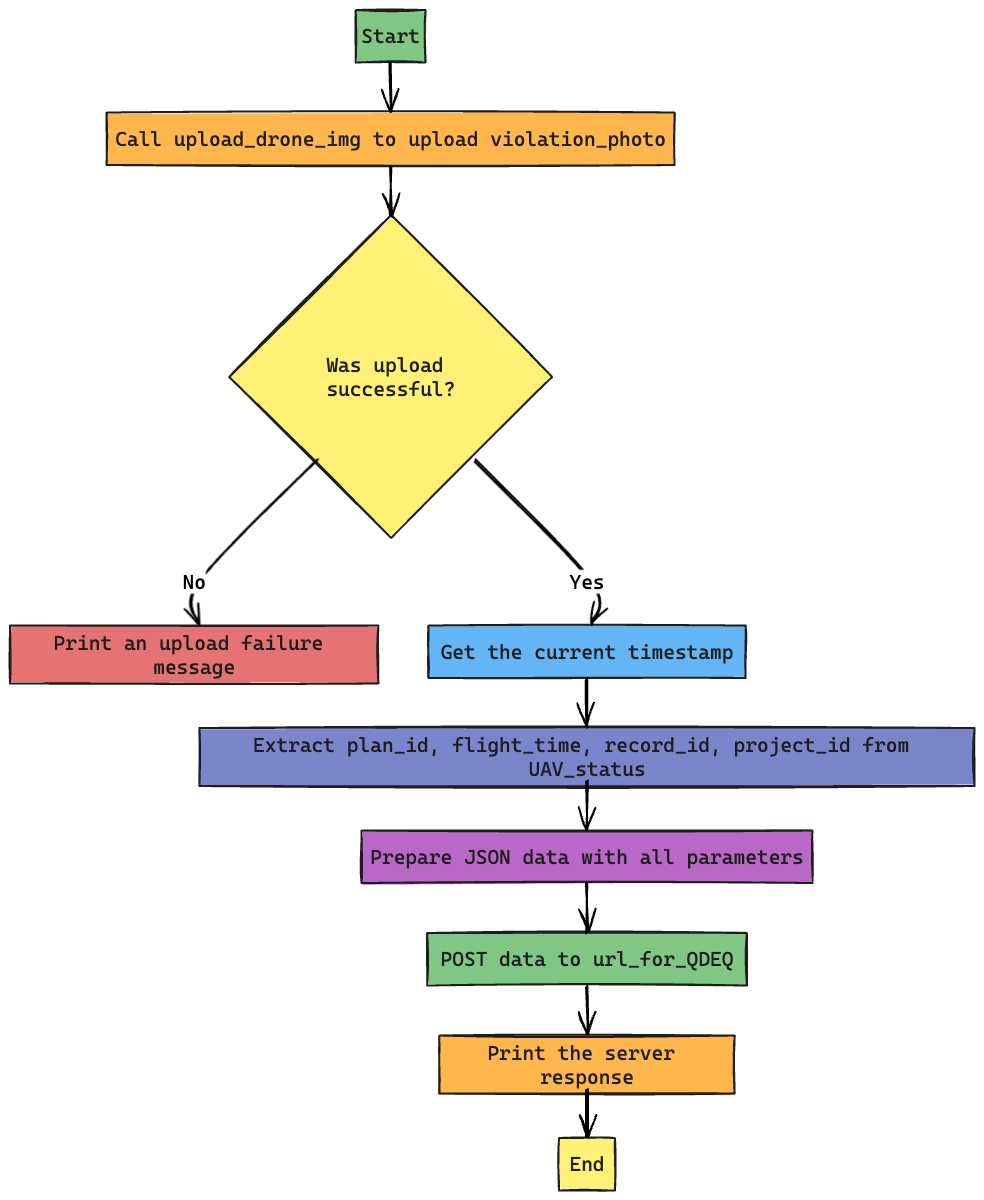 Start
Call upload_drone_img to upload violation_photo
Was upload
successful?
No
Yes
Print an upload failure
message
Get the current timestamp
Extract plan_id, flight_time, record_id, project_id from
UAV_status
Prepare JSON data with all parameters
POST data to url_for_QDEQ
Print the server
response
End